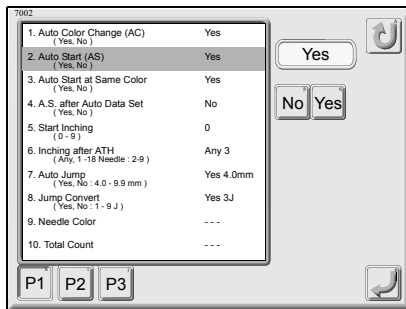 7002
1. Auto Color Change (AC) Yes
( Yes, No )
2. Auto Start (AS) Yes
( Yes, No )
3. Auto Start at Same Color Yes
( Yes, No )
4. A.S. after Auto Data Set No
( Yes, No )
5. Start Inching 0
( 0 - 9 )
6. Inching after ATH Any 3
( Any, 1 -18 Needle : 2-9 )
7. Auto Jump Yes 4.0mm
( Yes, No : 4.0 - 9.9 mm )
8. Jump Convert Yes 3J
( Yes, No : 1 - 9 J )
9. Needle Color - - -
10. Total Count - - -
Yes
No Yes
P1 P2 P3